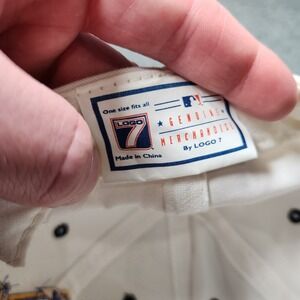 One size fits all
LOGO
7
Made in China
GENUINE
MERCHANDISE
By LOGO 7